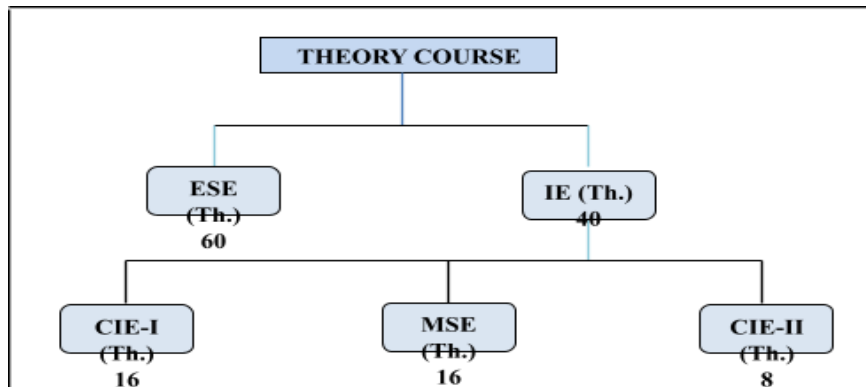 THEORY COURSE
ESE
(Th.)
60
IE (Th.)
40
CIE-I
(Th.)
16
MSE
(Th.)
16
CIE-II
(Th.)
8